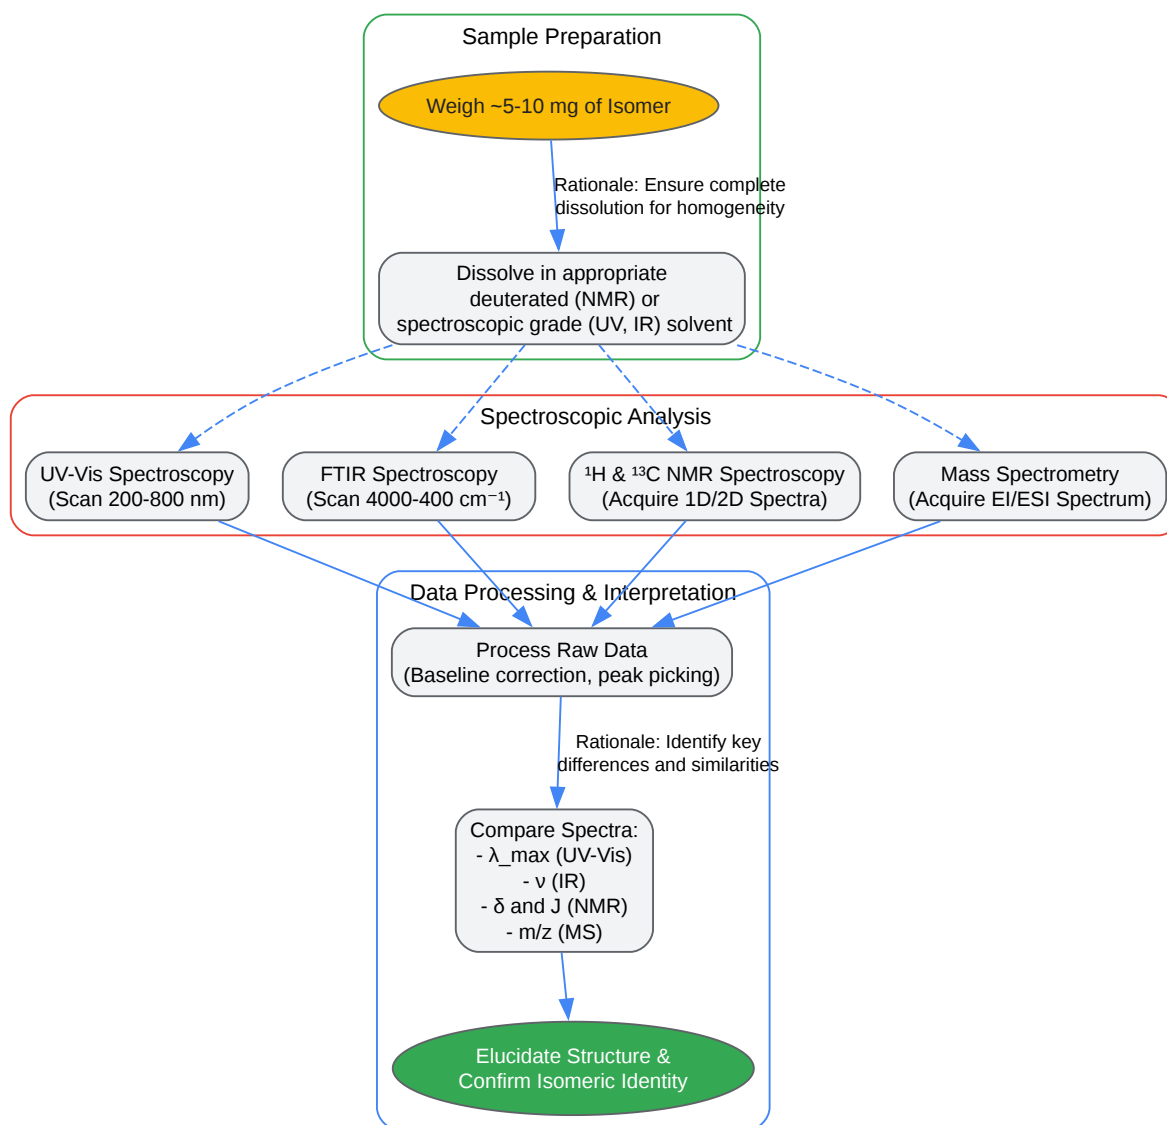 Sample Preparation
Weigh ~5-10 mg of Isomer
Rationale: Ensure complete
dissolution for homogeneity
Dissolve in appropriate
deuterated (NMR) or
spectroscopic grade (UV, IR) solvent
Spectroscopic Analysis
UV-Vis Spectroscopy
(Scan 200-800 nm)
FTIR Spectroscopy
(Scan 4000-400 cm⁻¹)
¹H & ¹³C NMR Spectroscopy
(Acquire 1D/2D Spectra)
Mass Spectrometry
(Acquire EI/ESI Spectrum)
Data Processing & Interpretation
Process Raw Data
(Baseline correction, peak picking)
Rationale: Identify key
differences and similarities
Compare Spectra:
- λ_max (UV-Vis)
- ν (IR)
- δ and J (NMR)
- m/z (MS)
Elucidate Structure &
Confirm Isomeric Identity